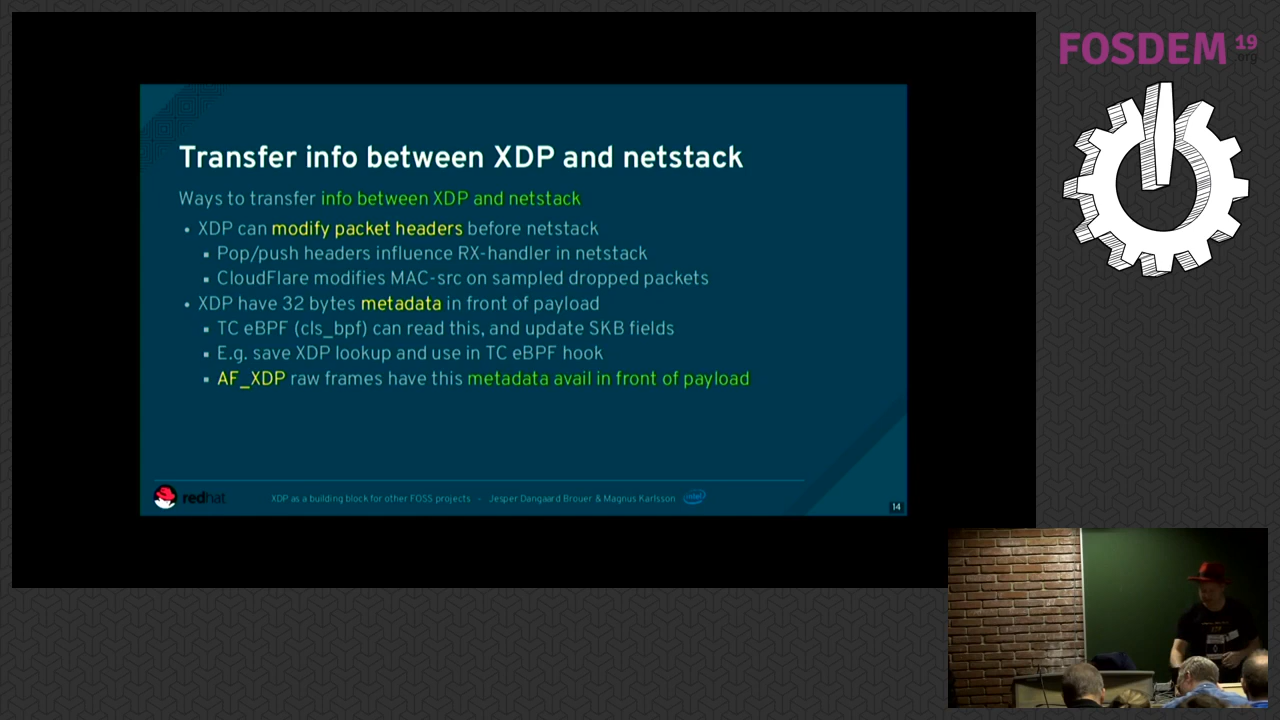 FOSDEM 19
.org
Transfer info between XDP and netstack
Ways to transfer info between XDP and netstack
XDP can modify packet headers before netstack
Pop/push headers influence RX-handler in netstack
CloudFlare modifies MAC-src on sampled dropped packets
XDP have 32 bytes metadata in front of payload
TC eBPF (cls_bpf) can read this, and update SKB fields
E.g. save XDP lookup and use in TC eBPF hook
AF_XDP raw frames have this metadata avail in front of payload
redhat
XDP as a building block for other FOSS projects - Jesper Dangaard Brouer & Magnus Karlsson
intel
14